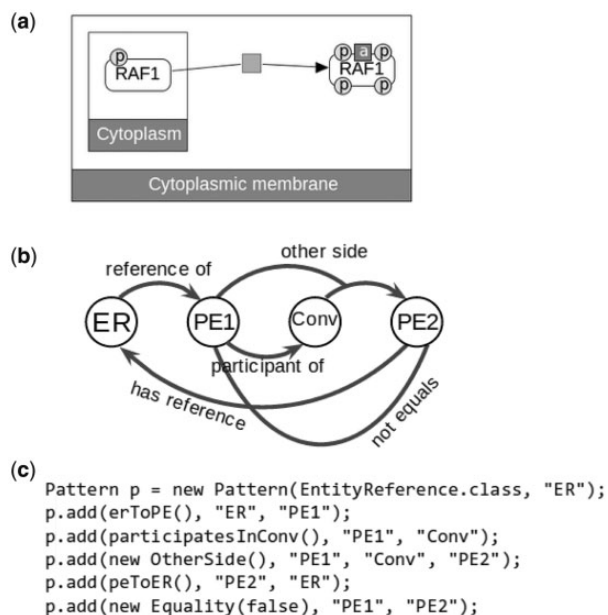 (a)
p
RAF1
Cytoplasm
p a p
RAF1
p p
Cytoplasmic membrane
(b)
other side
reference of
ER PE1 Conv PE2
participant of
has reference
not equals
(c)
Pattern p = new Pattern(EntityReference.class, "ER");
p.add(erToPE(), "ER", "PE1");
p.add(participatesInConv(), "PE1", "Conv");
p.add(new OtherSide(), "PE1", "Conv", "PE2");
p.add(peToER(), "PE2", "ER");
p.add(new Equality(false), "PE1", "PE2");